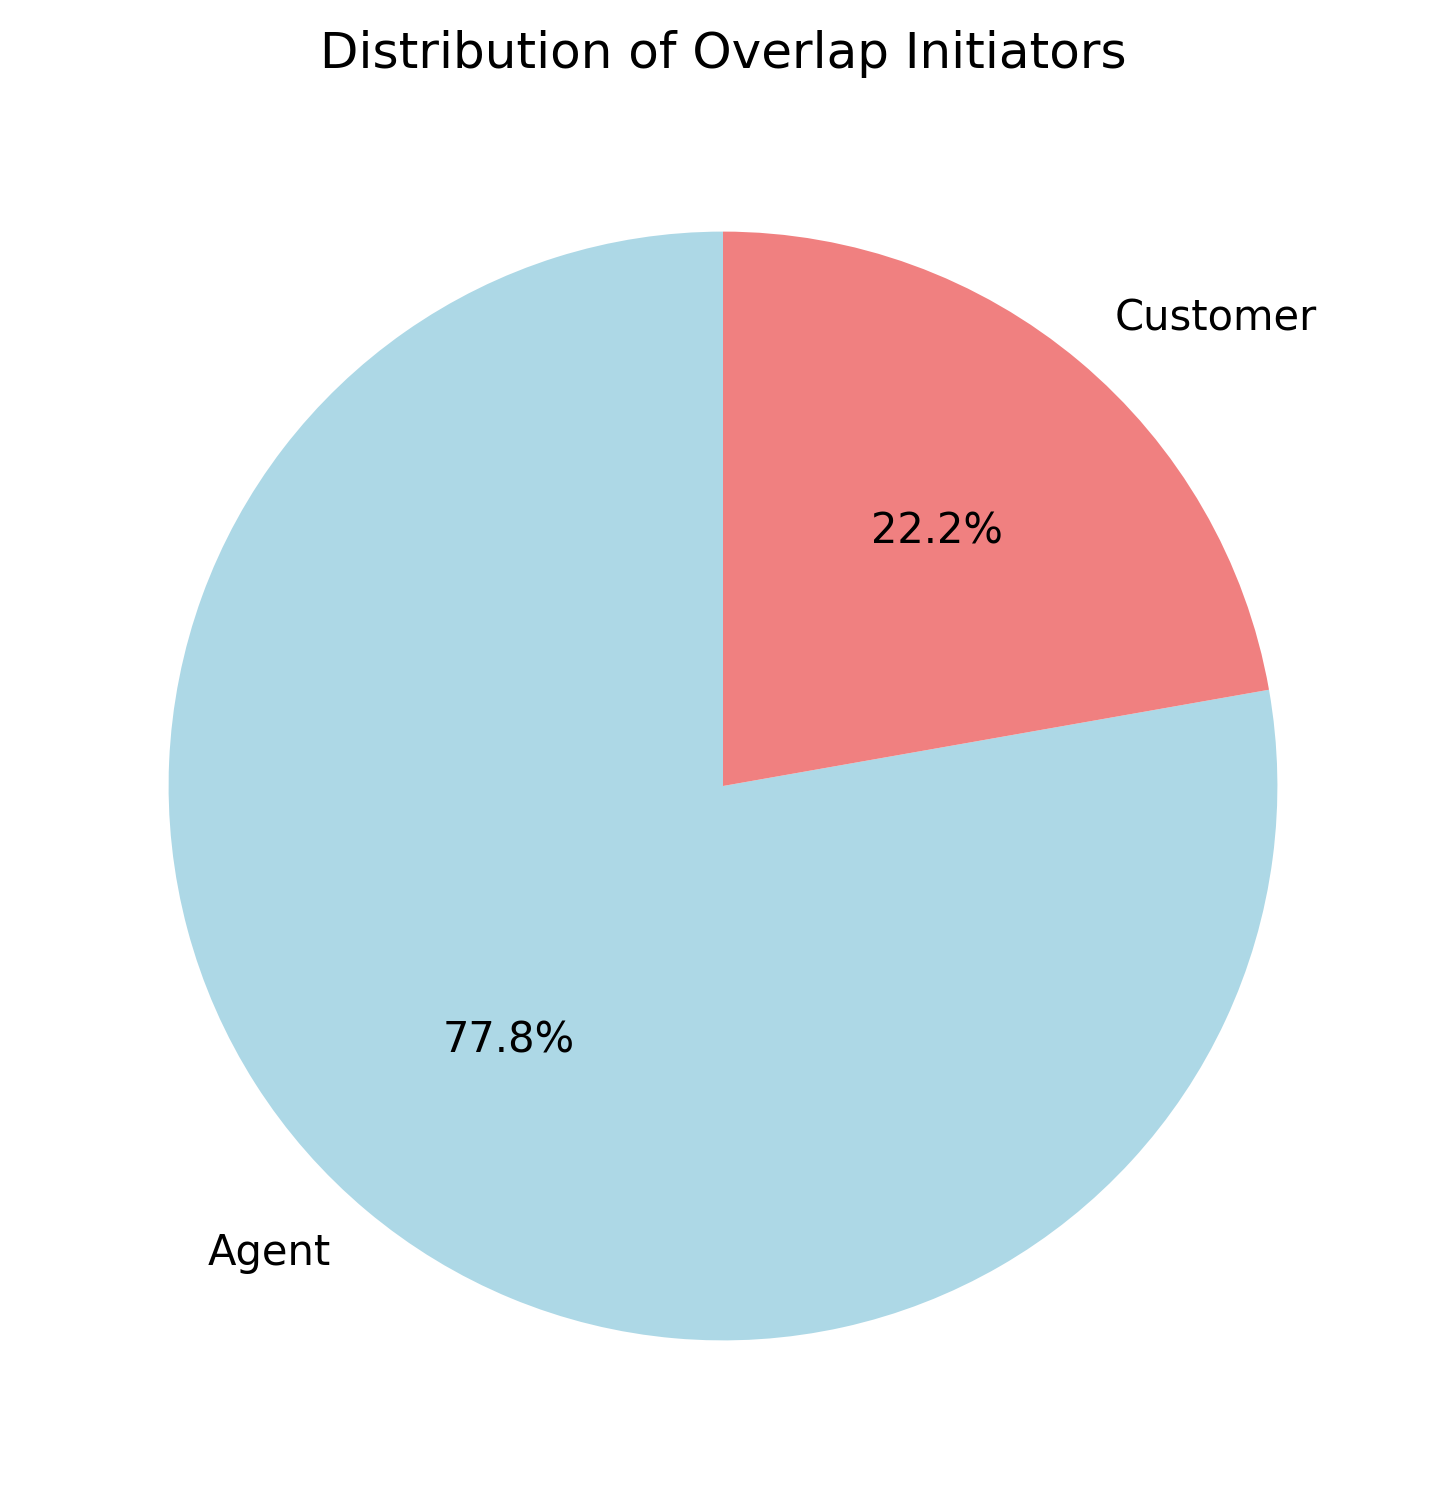 Distribution of Overlap Initiators
Customer
22.2%
77.8%
Agent